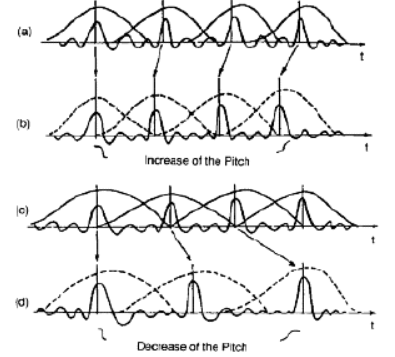 (a)
t
(b)
t
Increase of the Pitch
(c)
t
(d)
t
Decrease of the Pitch